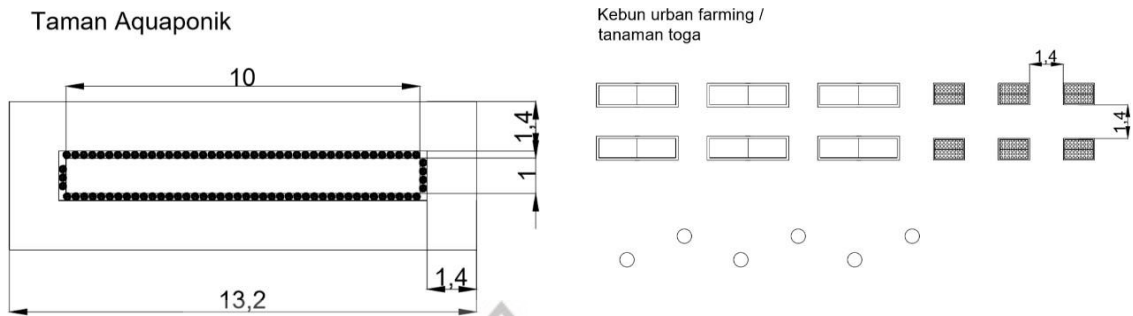 Taman Aquaponik
10
1,4
1
1,4
13,2
Kebun urban farming /
tanaman toga
1,4
1,4